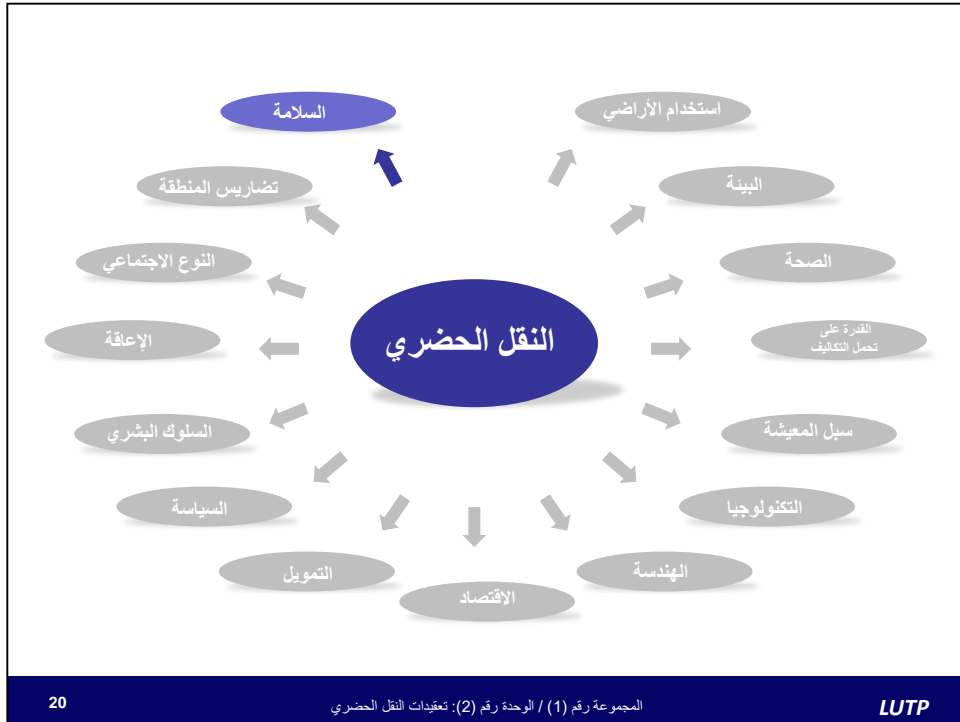 السلامة
استخدام الأراضي
تضاريس المنطقة
البيئة
النوع الاجتماعي
الصحة
النقل الحضري
الإعاقة
القدرة على
تحمل التكاليف
السلوك البشري
سبل المعيشة
السياسة
التكنولوجيا
التمويل
الهندسة
الاقتصاد
20
المجموعة رقم (1) / الوحدة رقم (2): تعقيدات النقل الحضري
LUTP